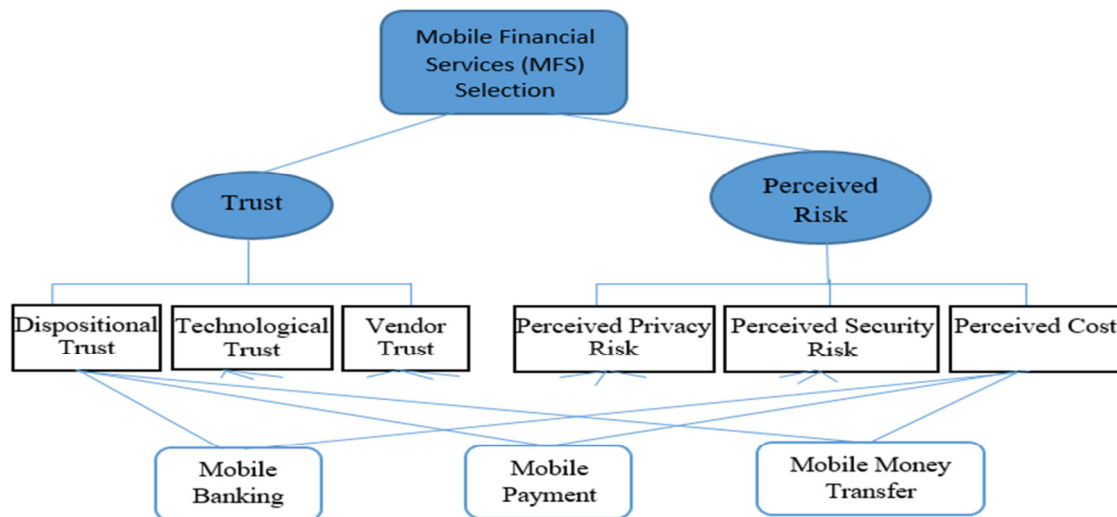 Mobile Financial
Services (MFS)
Selection
Trust
Perceived
Risk
Dispositional
Trust
Technological
Trust
Vendor
Trust
Perceived Privacy
Risk
Perceived Security
Risk
Perceived Cost
Mobile
Banking
Mobile
Payment
Mobile Money
Transfer